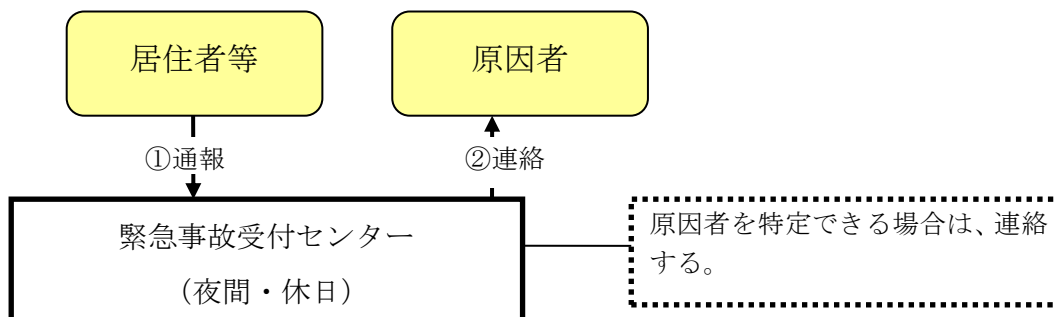 居住者等
原因者
①通報
②連絡
緊急事故受付センター
（夜間・休日）
原因者を特定できる場合は、連絡
する。